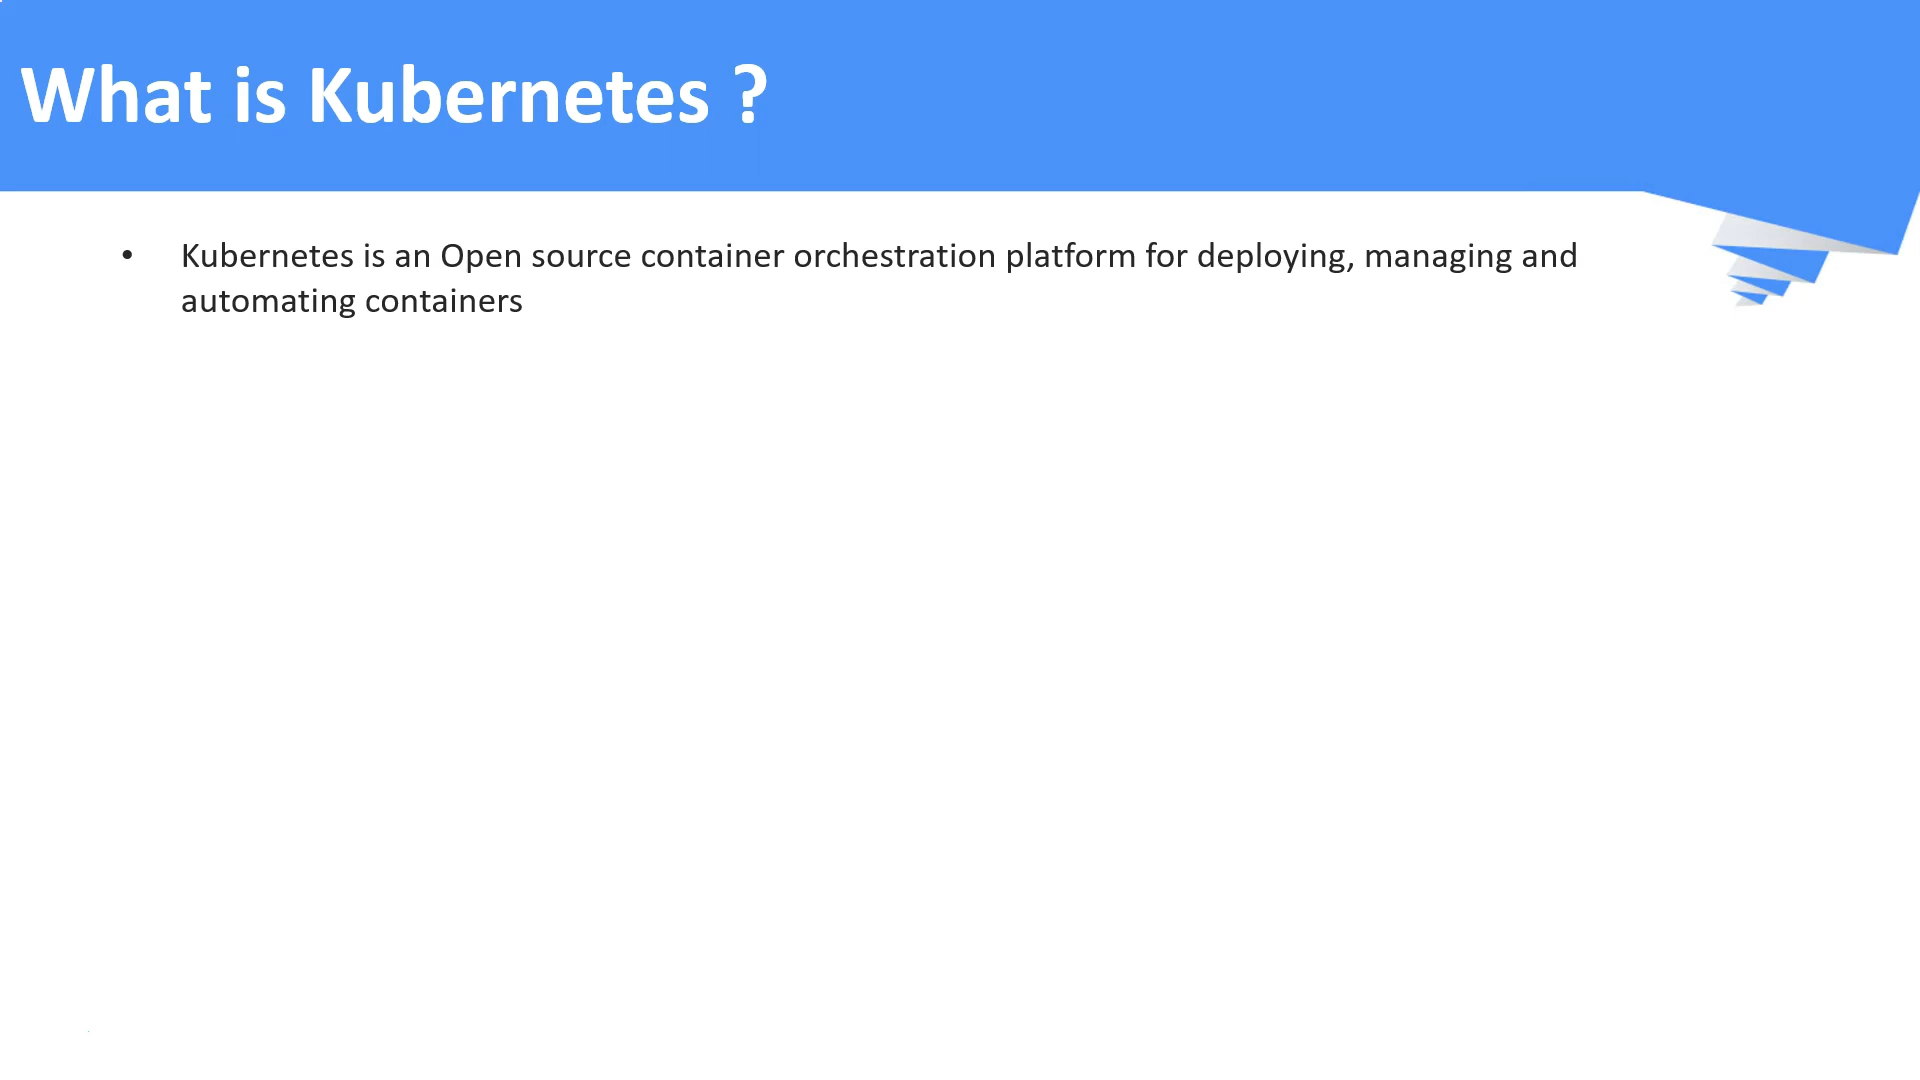 What is Kubernetes ?
• Kubernetes is an Open source container orchestration platform for deploying, managing and
automating containers